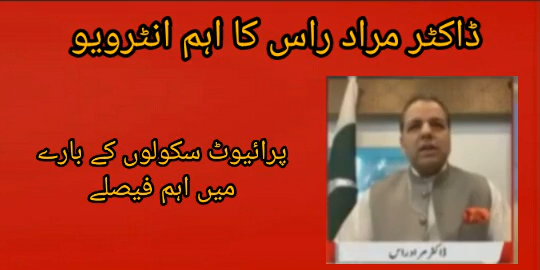 ڈاکٹر مراد راس کا اہم انٹرویو
پرائیوٹ سکولوں کے بارے
میں اہم فیصلے
ڈاکٹر مراد راس